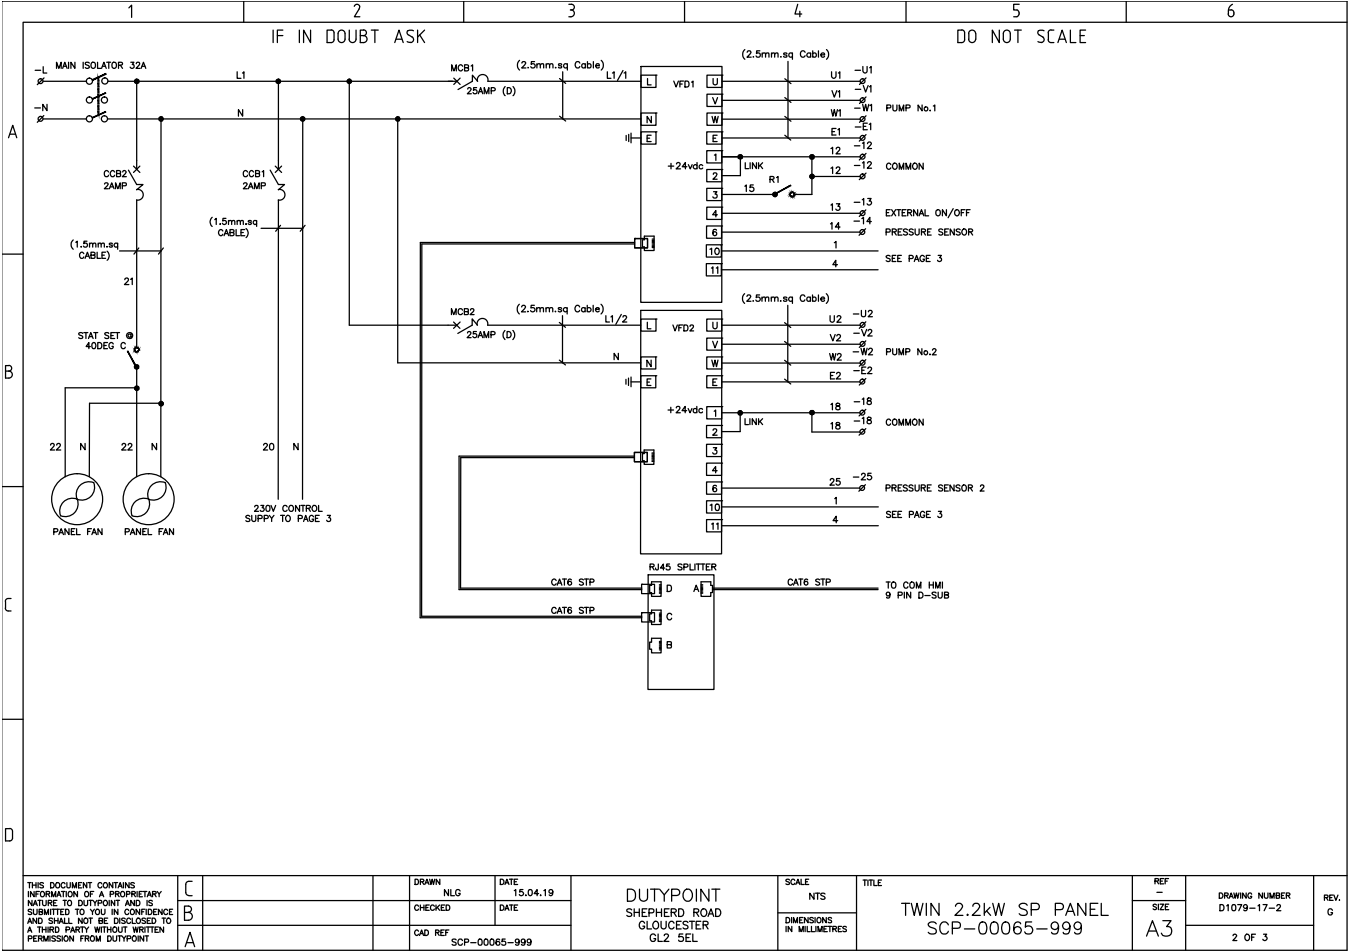 1 2 3 4 5 6
IF IN DOUBT ASK
DO NOT SCALE
A
B
C
D
-L
MAIN ISOLATOR 32A
-N
L1
N
MCB1
25AMP (D)
(2.5mm.sq Cable)
L1/1
CCB2
2AMP
CCB1
2AMP
(1.5mm.sq
CABLE)
(1.5mm.sq
CABLE)
21
STAT SET @
40DEG C
22 N 22 N
PANEL FAN PANEL FAN
20 N
230V CONTROL
SUPPY TO PAGE 3
L VFD1 U
N
E
V
W
E
+24vdc
1
2
3
4
6
10
11
(2.5mm.sq Cable)
U1 -U1
V1 -V1
W1 -W1
E1 -E1
PUMP No.1
LINK
12 -12
12 -12
COMMON
R1
15
13 -13 EXTERNAL ON/OFF
14 -14 PRESSURE SENSOR
1
4
SEE PAGE 3
MCB2
25AMP (D)
(2.5mm.sq Cable)
L1/2
N
L VFD2 U
N
E
V
W
E
+24vdc
1
2
3
4
6
10
11
(2.5mm.sq Cable)
U2 -U2
V2 -V2
W2 -W2
E2 -E2
PUMP No.2
LINK
18 -18
18 -18
COMMON
25 -25 PRESSURE SENSOR 2
1
4
SEE PAGE 3
RJ45 SPLITTER
CAT6 STP D A CAT6 STP
TO COM HMI
9 PIN D-SUB
CAT6 STP C
B
THIS DOCUMENT CONTAINS
INFORMATION OF A PROPRIETARY
NATURE TO DUTYPOINT AND IS
SUBMITTED TO YOU IN CONFIDENCE
AND SHALL NOT BE DISCLOSED TO
A THIRD PARTY WITHOUT WRITTEN
PERMISSION FROM DUTYPOINT
C
B
A
DRAWN
NLG
DATE
15.04.19
CHECKED
DATE
CAD REF
SCP-00065-999
DUTYPOINT
SHEPHERD ROAD
GLOUCESTER
GL2 5EL
SCALE
NTS
DIMENSIONS
IN MILLIMETRES
TITLE
TWIN 2.2kW SP PANEL
SCP-00065-999
REF
-
SIZE
A3
DRAWING NUMBER
D1079-17-2
2 OF 3
REV.
G